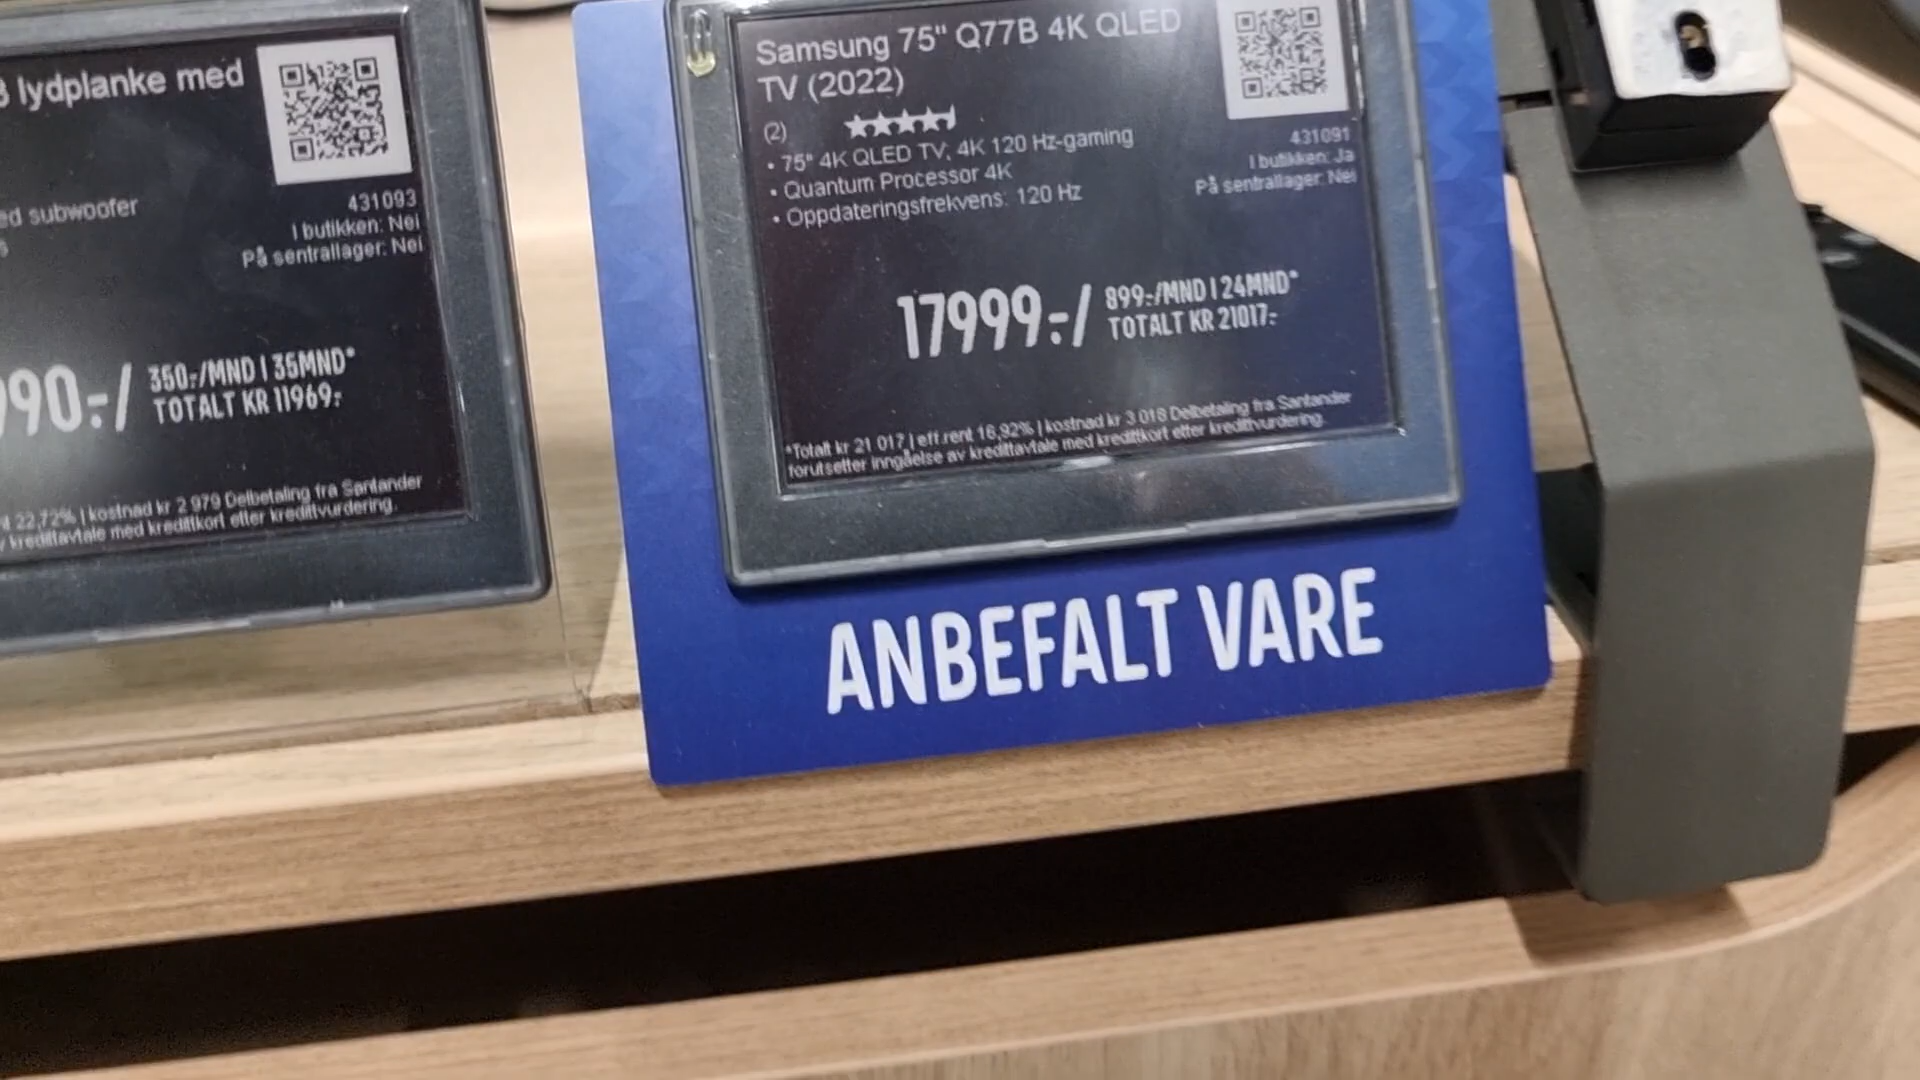 lydplanke med
ed subwoofer
431093
I butikken: Nei
På sentrallager: Nei
90:-/ 350:-/MND I 35MND*
TOTALT KR 11969:-
22,72% | kostnad kr 2 979 Delbetaling fra Santander
kredittavtale med kredittkort etter kredittvurdering.
Samsung 75" Q77B 4K QLED
TV (2022)
(2)
• 75" 4K QLED TV, 4K 120 Hz-gaming
• Quantum Processor 4K
• Oppdateringsfrekvens: 120 Hz
431091
I butikken: Ja
På sentrallager: Nei
17999:-/ 899:-/MND I 24MND*
TOTALT KR 21017:-
*Totalt kr 21 017 | eff.rent 16,92% | kostnad kr 3 018 Delbetaling fra Santander
forutsetter inngåelse av kredittavtale med kredittkort etter kredittvurdering.
ANBEFALT VARE